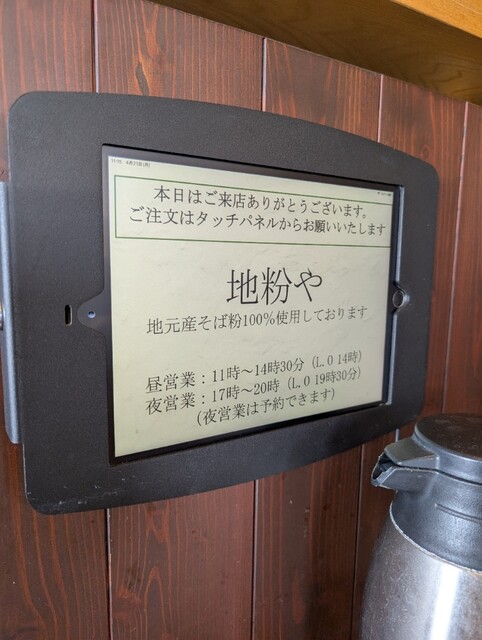 本日はご来店ありがとうございます。
ご注文はタッチパネルからお願いいたします
地粉や
地元産そば粉100%使用しております
昼営業：11時～14時30分（L.O 14時）
夜営業：17時～20時（L.O 19時30分）
（夜営業は予約できます）